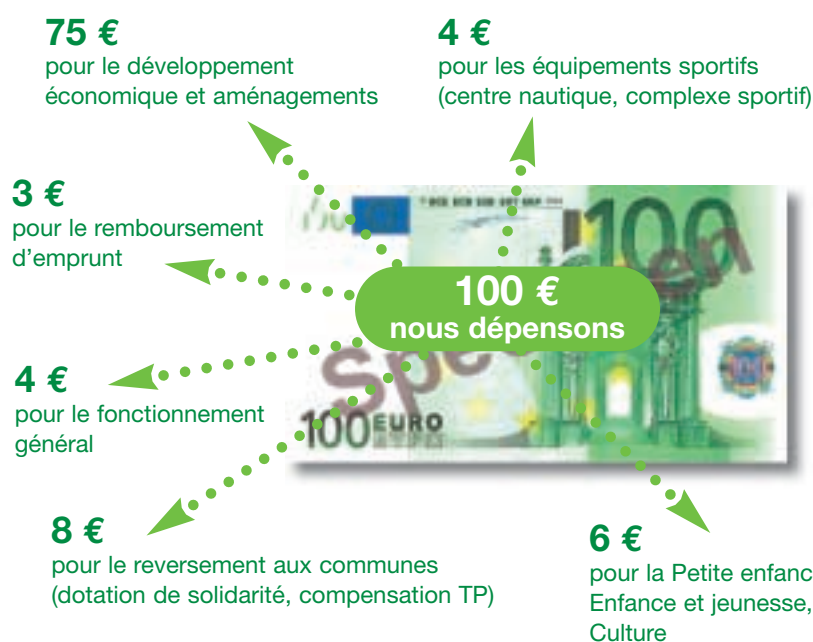 75 €
pour le développement
économique et aménagements
4 €
pour les équipements sportifs
(centre nautique, complexe sportif)
3 €
pour le remboursement
d'emprunt
100
Specimen
100 €
nous dépensons
4 €
pour le fonctionnement
général
100 EURO
8 €
pour le reversement aux communes
(dotation de solidarité, compensation TP)
6 €
pour la Petite enfanc
Enfance et jeunesse,
Culture